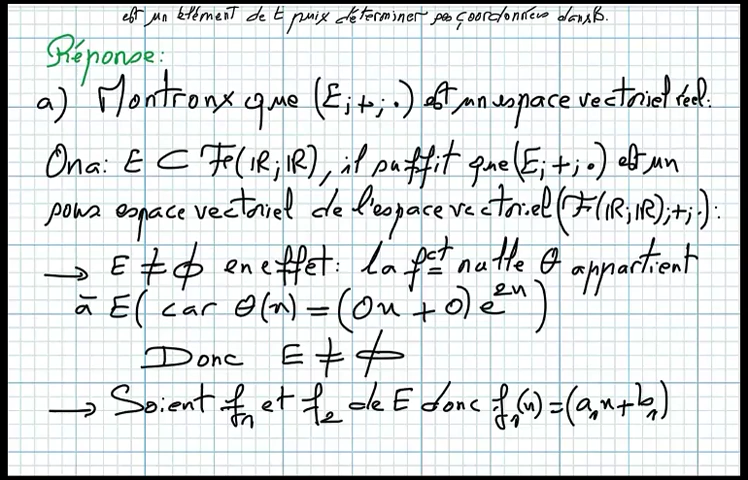 est un élément de E puix déterminer ses coordonnées dans B.
Réponse:
a) Montronx que (E;+;.) est un espace vectoriel réel.
On a: E ⊂ F(ℝ;ℝ), il suffit que (E;+;.) est un
sous espace vectoriel de l'espace vectoriel (F(ℝ;ℝ);+;.):
→ E ≠ ϕ en effet: la fct nulle θ appartient
à E( car θ(x) = (0x + 0) e^{2x} )
Donc E ≠ ϕ
→ Soient f₁ et f₂ de E donc f₁(x) = (a₁x + b₁)